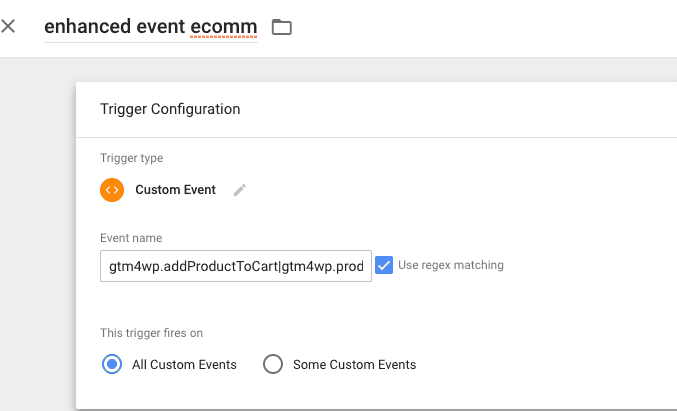 enhanced event ecomm
Trigger Configuration
Trigger type
Custom Event
Event name
gtm4wp.addProductToCart|gtm4wp.prod
Use regex matching
This trigger fires on
All Custom Events
Some Custom Events